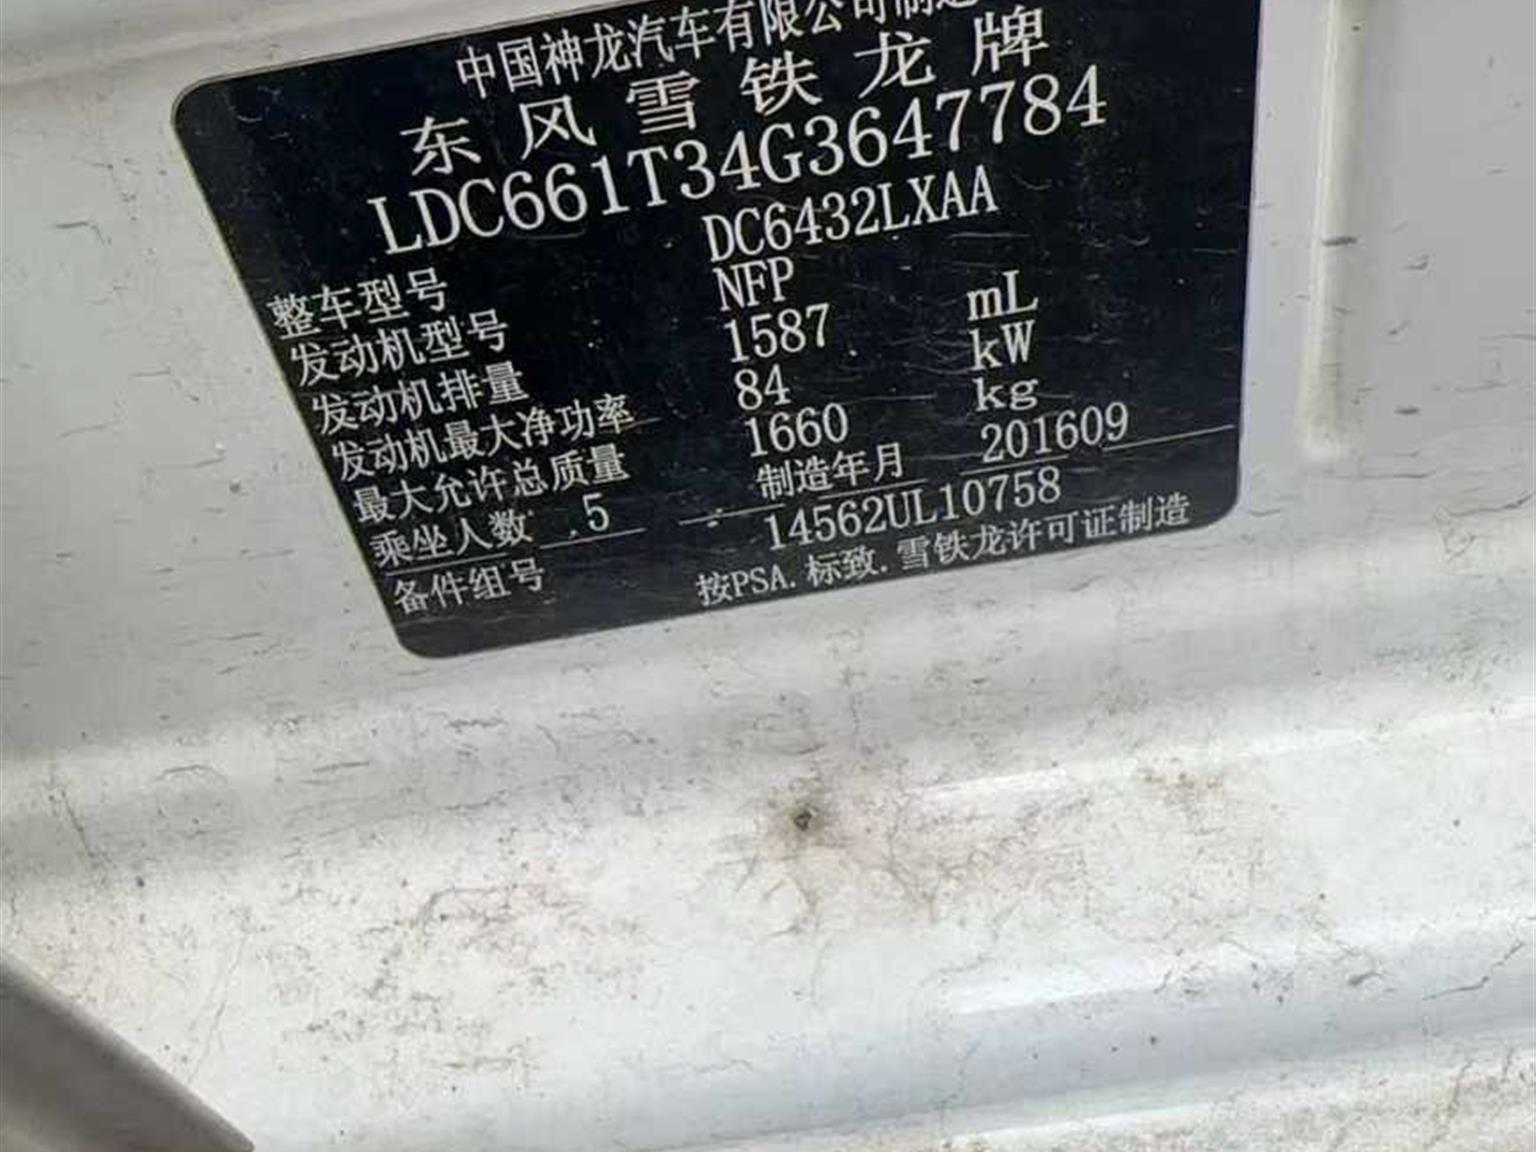 中国神龙汽车有限公司制造
东风雪铁龙牌
LDC661T34G3647784
整车型号 DC6432LXAA
发动机型号 NFP
发动机排量 1587 mL
发动机最大净功率 84 kW
最大允许总质量 1660 kg
乘坐人数 5 制造年月 201609
备件组号 14562UL10758
按PSA.标致.雪铁龙许可证制造